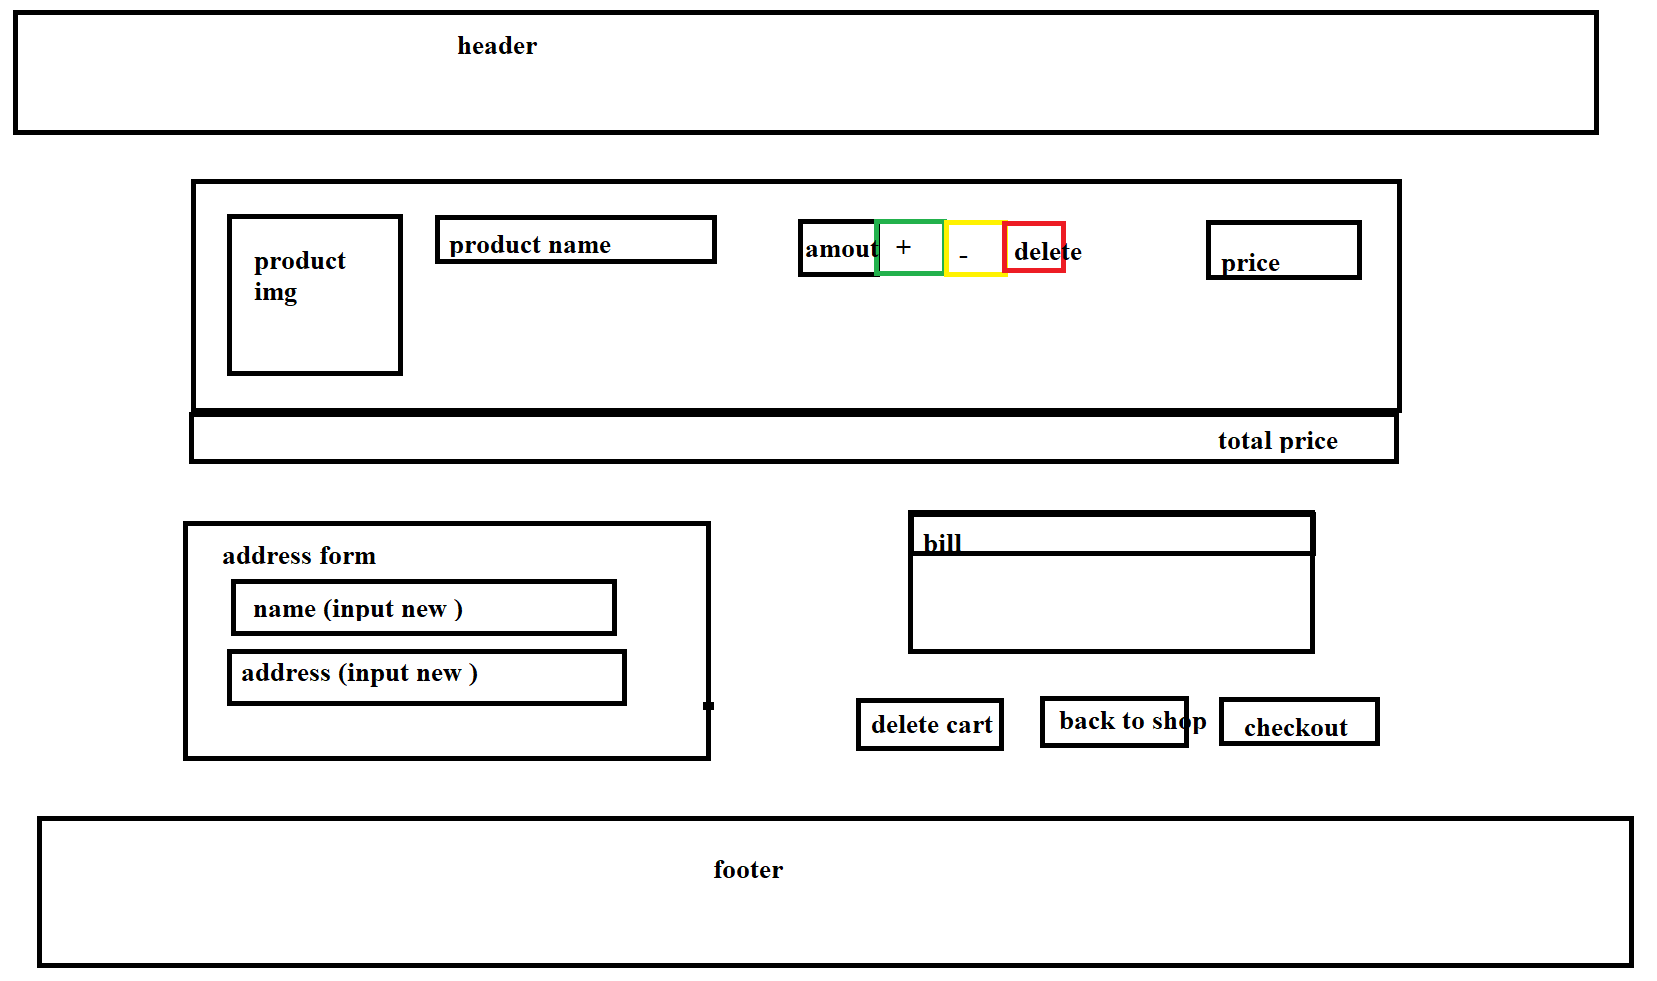 header
product
img
product name
amout
+
-
delete
price
total price
address form
name (input new )
address (input new )
bill
delete cart
back to shop
checkout
footer